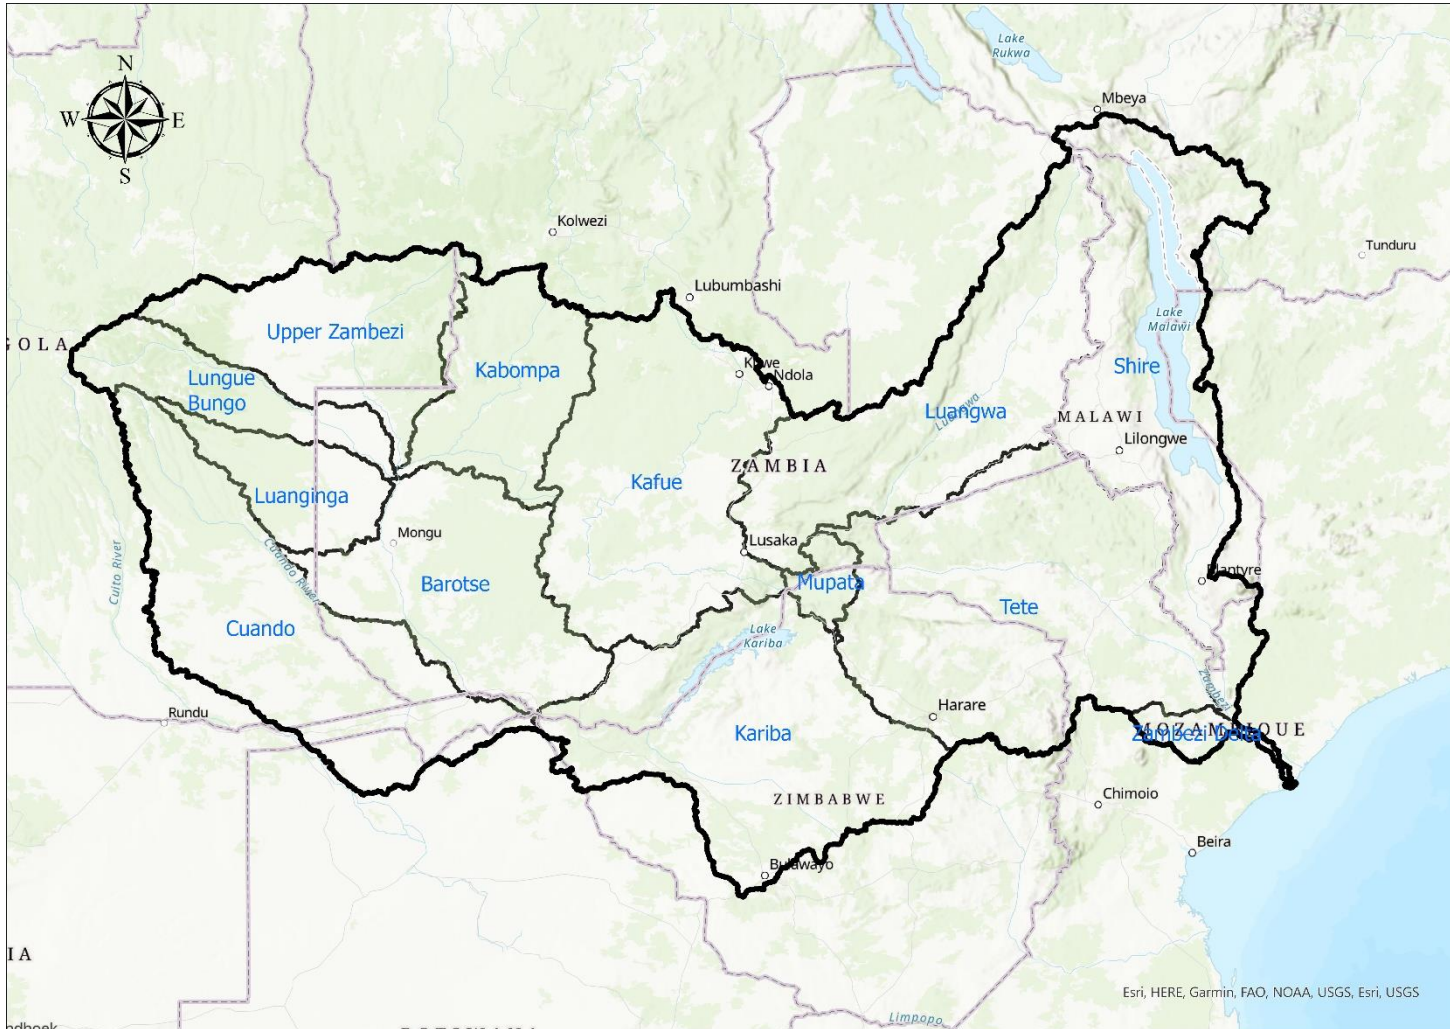 N
W E
S
Lake
Rukwa
Mbeya
Kolwezi
Tunduru
Lubumbashi
Lake
Malawi
Upper Zambezi
GOLA
Kabompa
Shire
Lungue
Bungo
Kitwe
Ndola
Luangwa
Luangwa
MALAWI
Lilongwe
ZAMBIA
Kafue
Luanginga
Mongu
Lusaka
Cuito River
Cuando River
Barotse
Mupata
Blantyre
Tete
Cuando
Lake
Kariba
Zambezi
Rundu
Harare
Kariba
MOZAMBIQUE
Zambezi Delta
ZIMBABWE
Chimoio
Beira
Bulawayo
IA
Esri, HERE, Garmin, FAO, NOAA, USGS, Esri, USGS
Limpopo